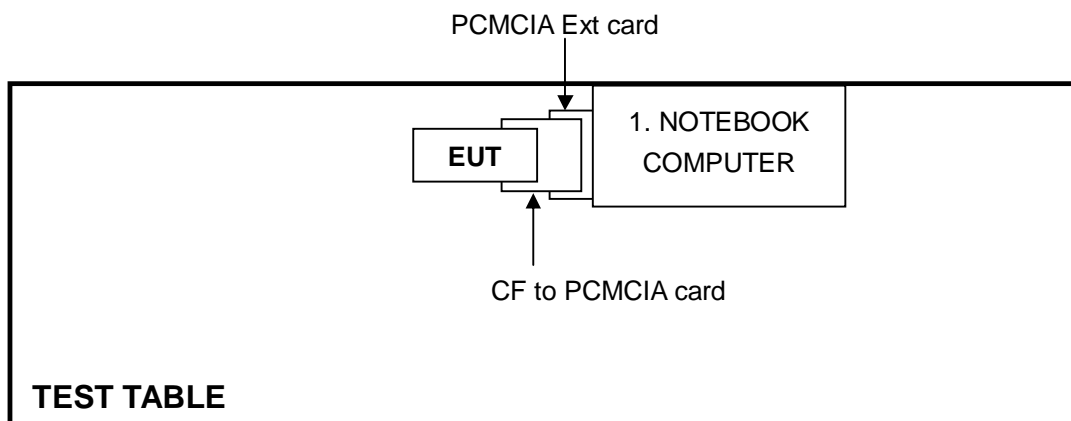 PCMCIA Ext card
1. NOTEBOOK
COMPUTER
EUT
CF to PCMCIA card
TEST TABLE